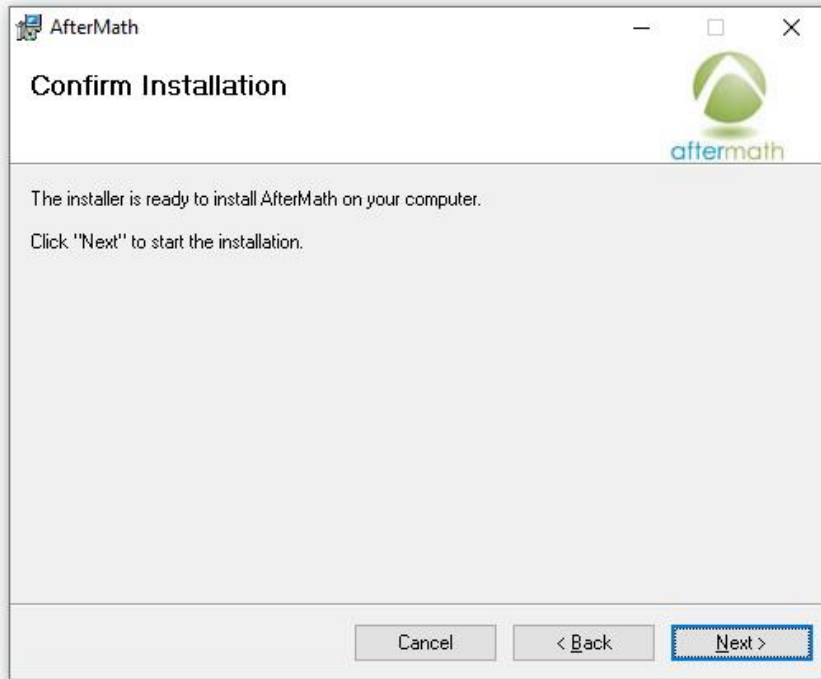 AfterMath
Confirm Installation
aftermath
The installer is ready to install AfterMath on your computer.
Click "Next" to start the installation.
Cancel
< Back
Next >